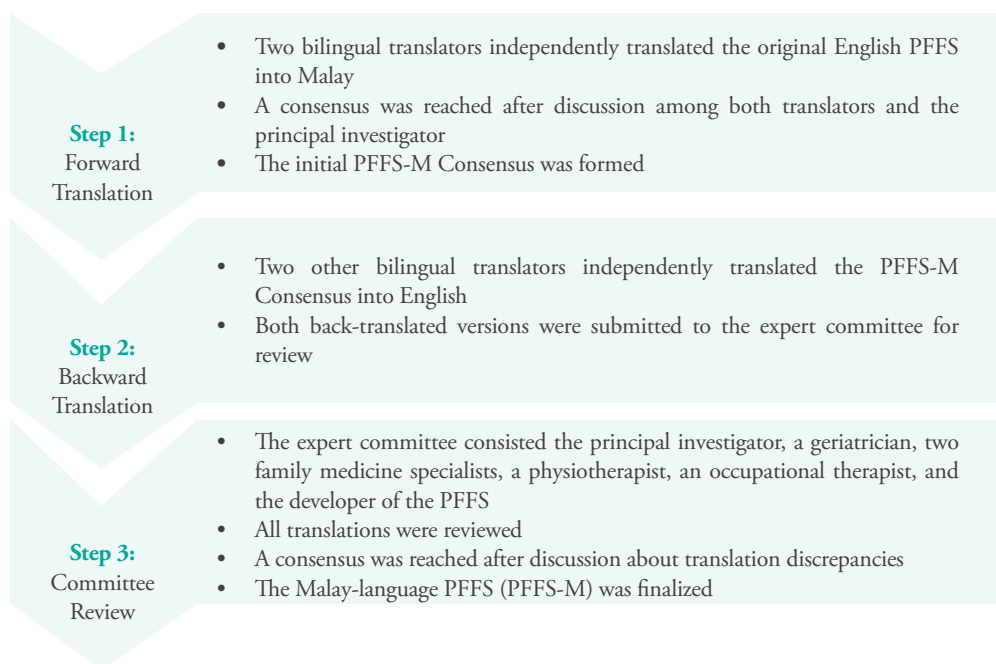 Step 1:
Forward
Translation
• Two bilingual translators independently translated the original English PFFS
into Malay
• A consensus was reached after discussion among both translators and the
principal investigator
• The initial PFFS-M Consensus was formed
Step 2:
Backward
Translation
• Two other bilingual translators independently translated the PFFS-M
Consensus into English
• Both back-translated versions were submitted to the expert committee for
review
Step 3:
Committee
Review
• The expert committee consisted the principal investigator, a geriatrician, two
family medicine specialists, a physiotherapist, an occupational therapist, and
the developer of the PFFS
• All translations were reviewed
• A consensus was reached after discussion about translation discrepancies
• The Malay-language PFFS (PFFS-M) was finalized